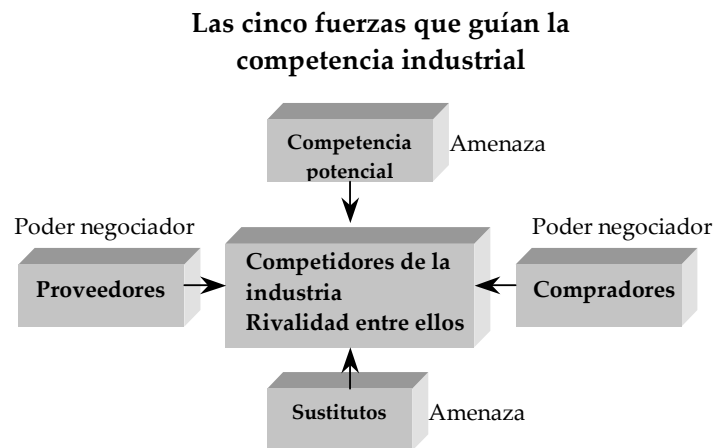 Las cinco fuerzas que guían la
competencia industrial
Competencia
potencial
Amenaza
Poder negociador
Poder negociador
Proveedores
Competidores de la
industria
Rivalidad entre ellos
Compradores
Sustitutos
Amenaza